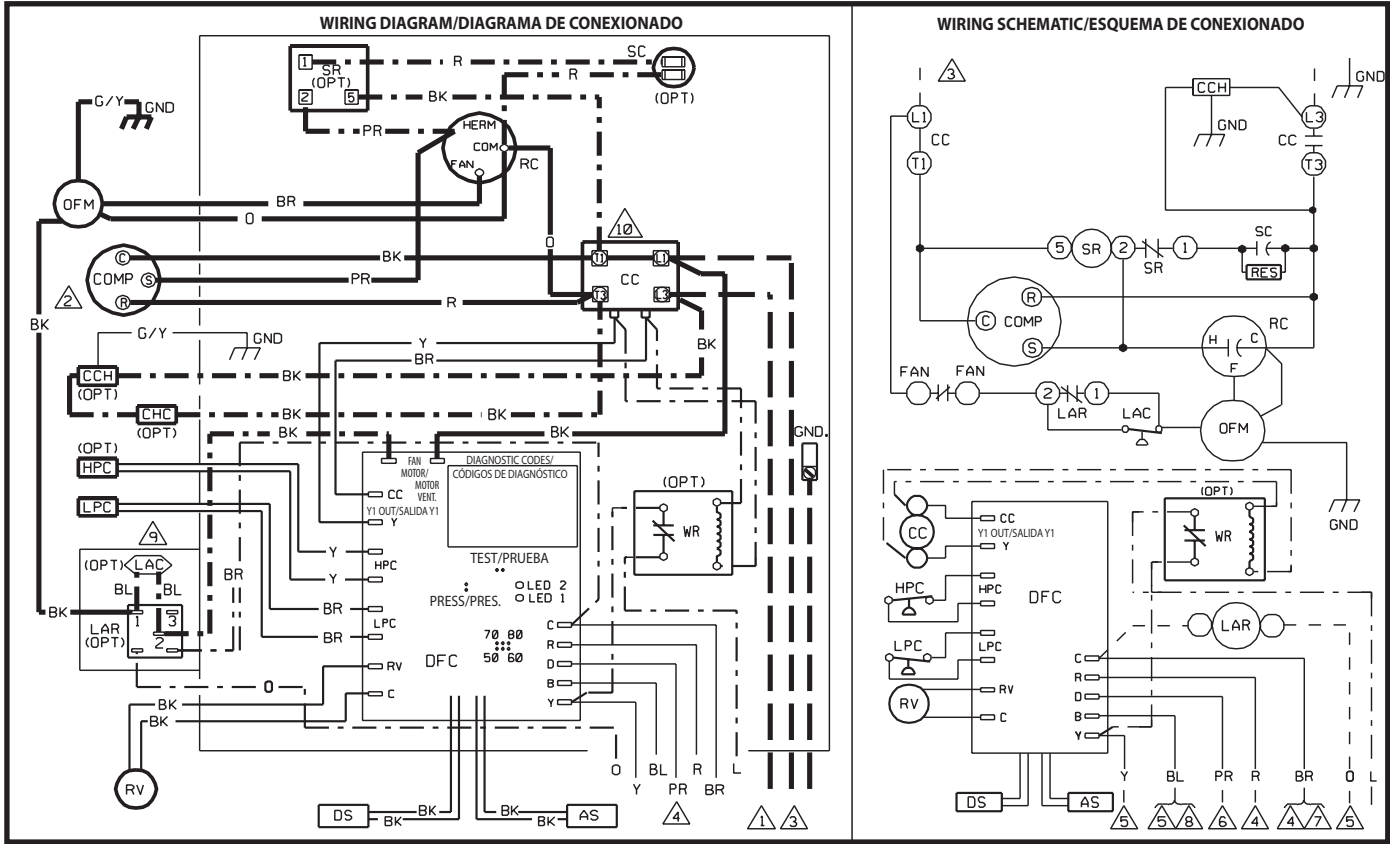 WIRING DIAGRAM/DIAGRAMA DE CONEXIONADO
1
SR
(OPT)
2
5
R
R
SC
(OPT)
BK
PR
G/Y
GND
HERM
COM
FAN
RC
OFM
BR
O
O
10
T1
L1
CC
T3
L3
C
COMP
S
R
2
BK
PR
R
BK
G/Y
GND
Y
BR
BK
CCH
(OPT)
BK
CHC
(OPT)
BK
BK
BK
BK
GND.
(OPT)
HPC
LPC
FAN
MOTOR/
MOTOR
VENT.
DIAGNOSTIC CODES/
CÓDIGOS DE DIAGNÓSTICO
CC
Y1 OUT/SALIDA Y1
Y
(OPT)
WR
TEST/PRUEBA
Y
HPC
Y
LED 2
LED 1
PRESS/PRES.
9
(OPT)
LAC
BL
BL
BR
BK
1
3
2
LAR
(OPT)
BR
LPC
BR
70 80
50 60
DFC
C
R
D
B
Y
RV
C
O
BK
BK
RV
O
Y
BL
PR
R
BR
L
4
1
3
DS
BK
BK
BK
BK
AS
WIRING SCHEMATIC/ESQUEMA DE CONEXIONADO
3
CCH
GND
GND
L1
CC
T1
L3
CC
T3
5
SR
2
SR
1
SC
RES
R
C
COMP
S
RC
H
C
F
FAN
FAN
2
1
LAR
LAC
OFM
GND
CC
CC
Y1 OUT/SALIDA Y1
Y
(OPT)
WR
HPC
HPC
DFC
LPC
LPC
LAR
RV
RV
C
C
R
D
B
Y
Y
BL
PR
R
BR
O
L
DS
AS
5
5
8
6
4
4
7
5